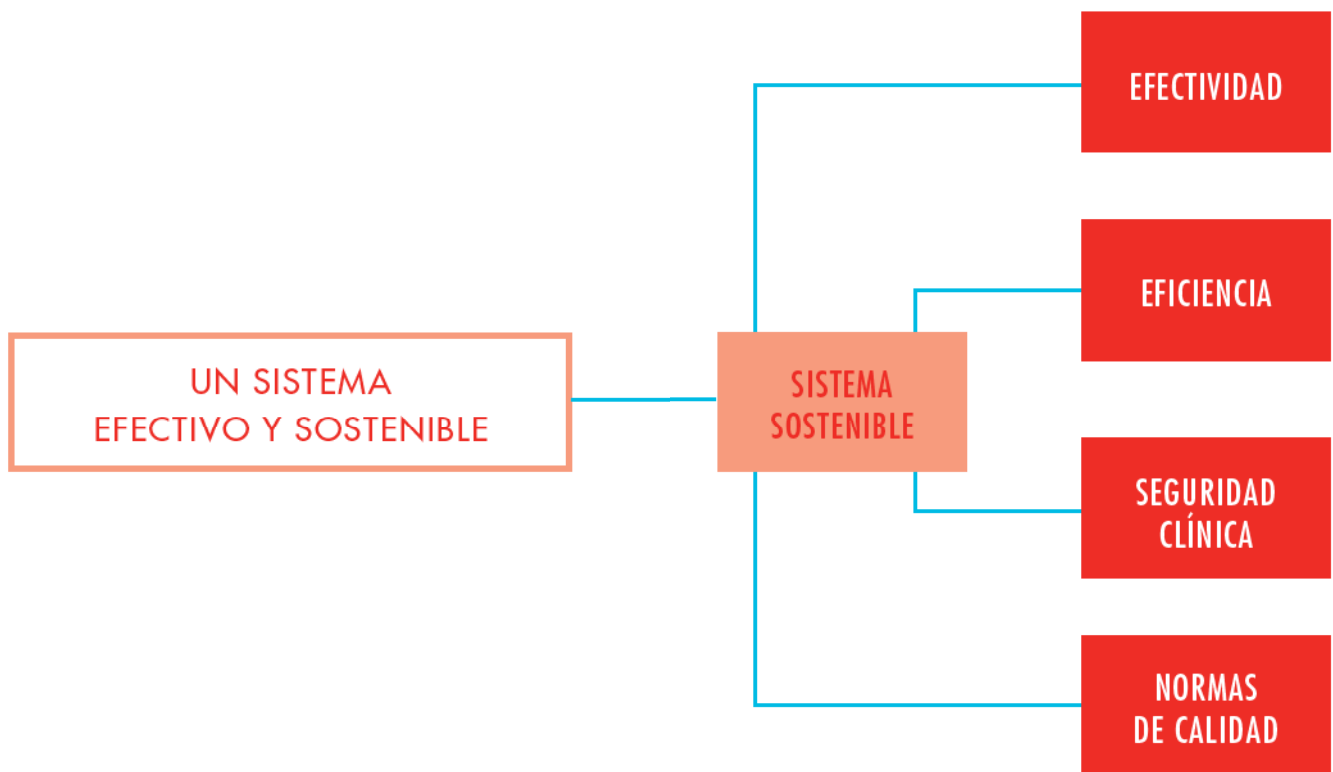 EFECTIVIDAD
EFICIENCIA
UN SISTEMA
EFECTIVO Y SOSTENIBLE
SISTEMA
SOSTENIBLE
SEGURIDAD
CLÍNICA
NORMAS
DE CALIDAD